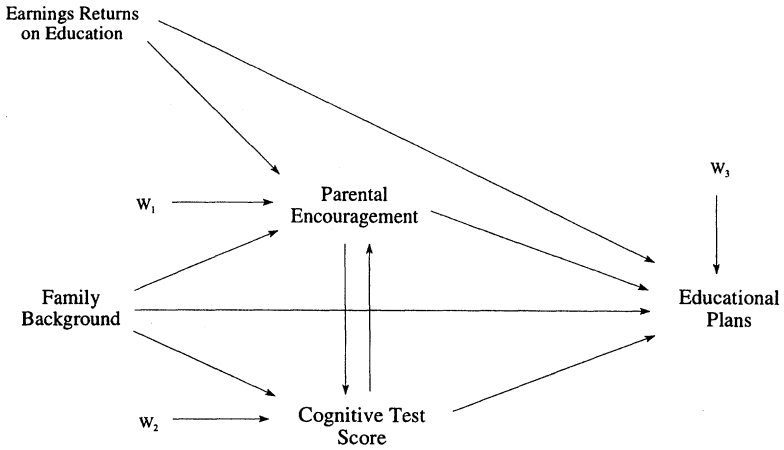 Earnings Returns
on Education
W₃
W₁
Parental
Encouragement
Family
Background
Educational
Plans
W₂
Cognitive Test
Score